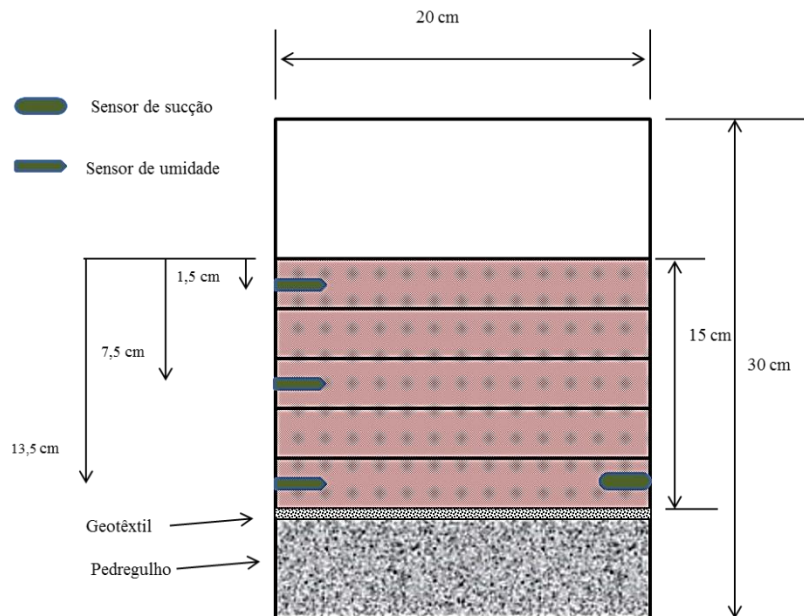 20 cm
Sensor de sucção
Sensor de umidade
1,5 cm
7,5 cm
15 cm
30 cm
13,5 cm
Geotêxtil
Pedregulho